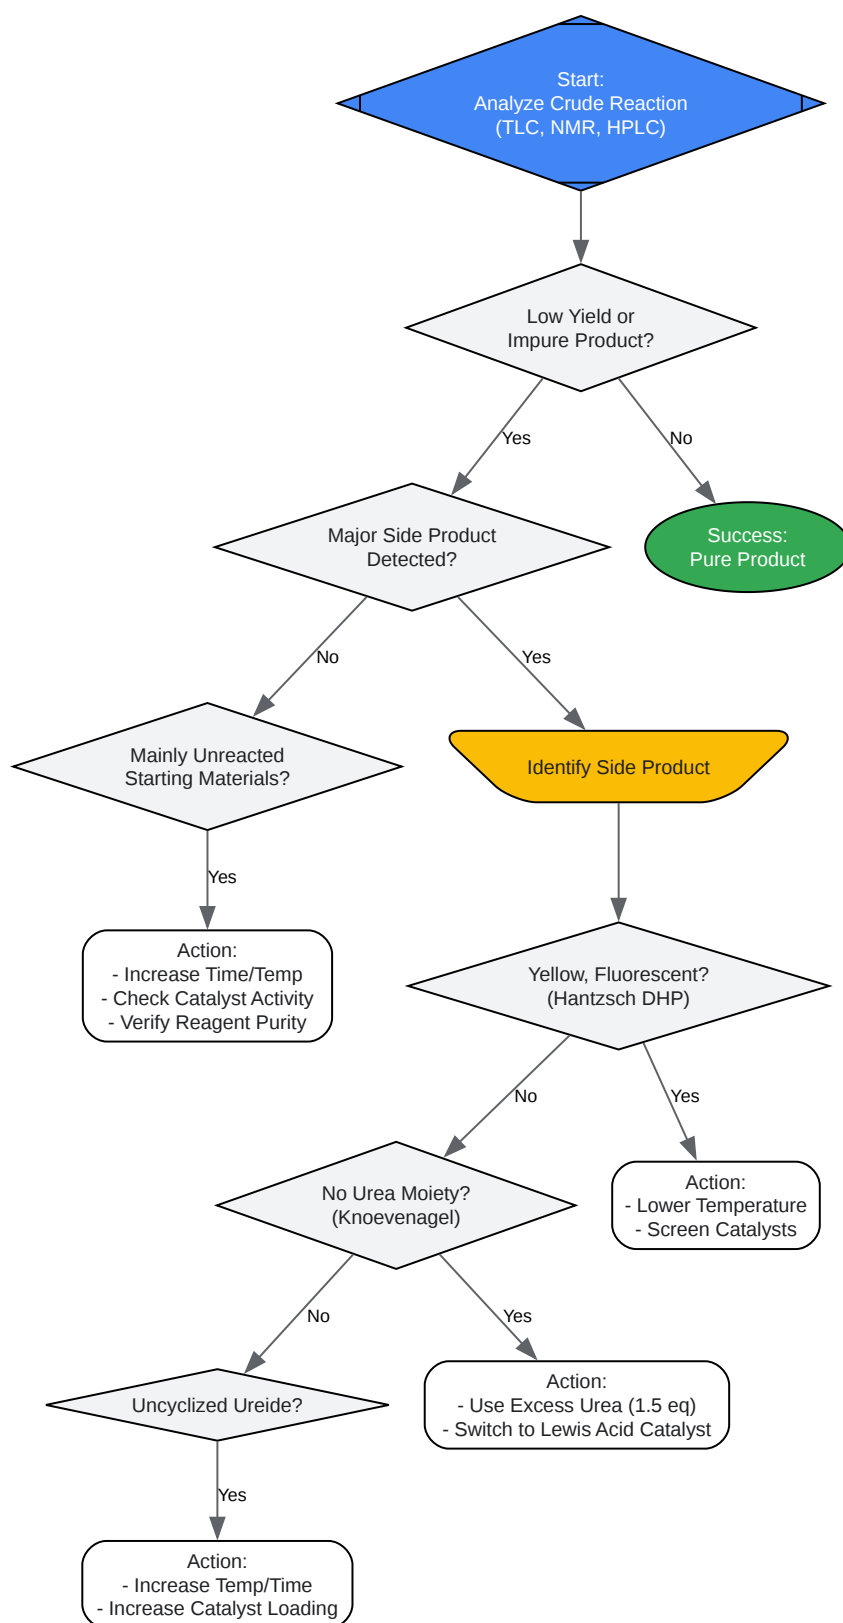 Start:
Analyze Crude Reaction
(TLC, NMR, HPLC)
Low Yield or
Impure Product?
Yes
No
Major Side Product
Detected?
Success:
Pure Product
No
Yes
Mainly Unreacted
Starting Materials?
Identify Side Product
Yes
Action:
- Increase Time/Temp
- Check Catalyst Activity
- Verify Reagent Purity
Yellow, Fluorescent?
(Hantzsch DHP)
No
Yes
No Urea Moiety?
(Knoevenagel)
Action:
- Lower Temperature
- Screen Catalysts
No
Yes
Uncyclized Ureide?
Action:
- Use Excess Urea (1.5 eq)
- Switch to Lewis Acid Catalyst
Yes
Action:
- Increase Temp/Time
- Increase Catalyst Loading